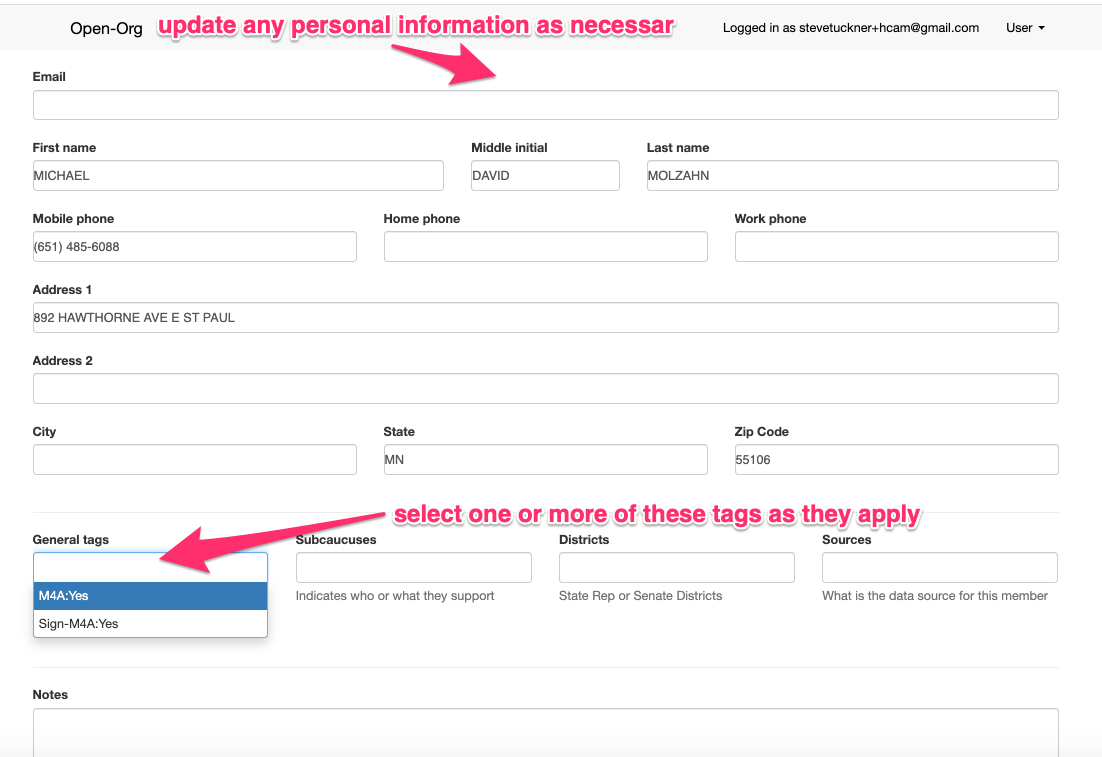 Open-Org update any personal information as necessar Logged in as stevetuckner+hcam@gmail.com User
Email
First name Middle initial Last name
MICHAEL DAVID MOLZAHN
Mobile phone Home phone Work phone
(651) 485-6088
Address 1
892 HAWTHORNE AVE E ST PAUL
Address 2
City State Zip Code
MN 55106
select one or more of these tags as they apply
General tags Subcaucuses Districts Sources
M4A:Yes Indicates who or what they support State Rep or Senate Districts What is the data source for this member
Sign-M4A:Yes
Notes